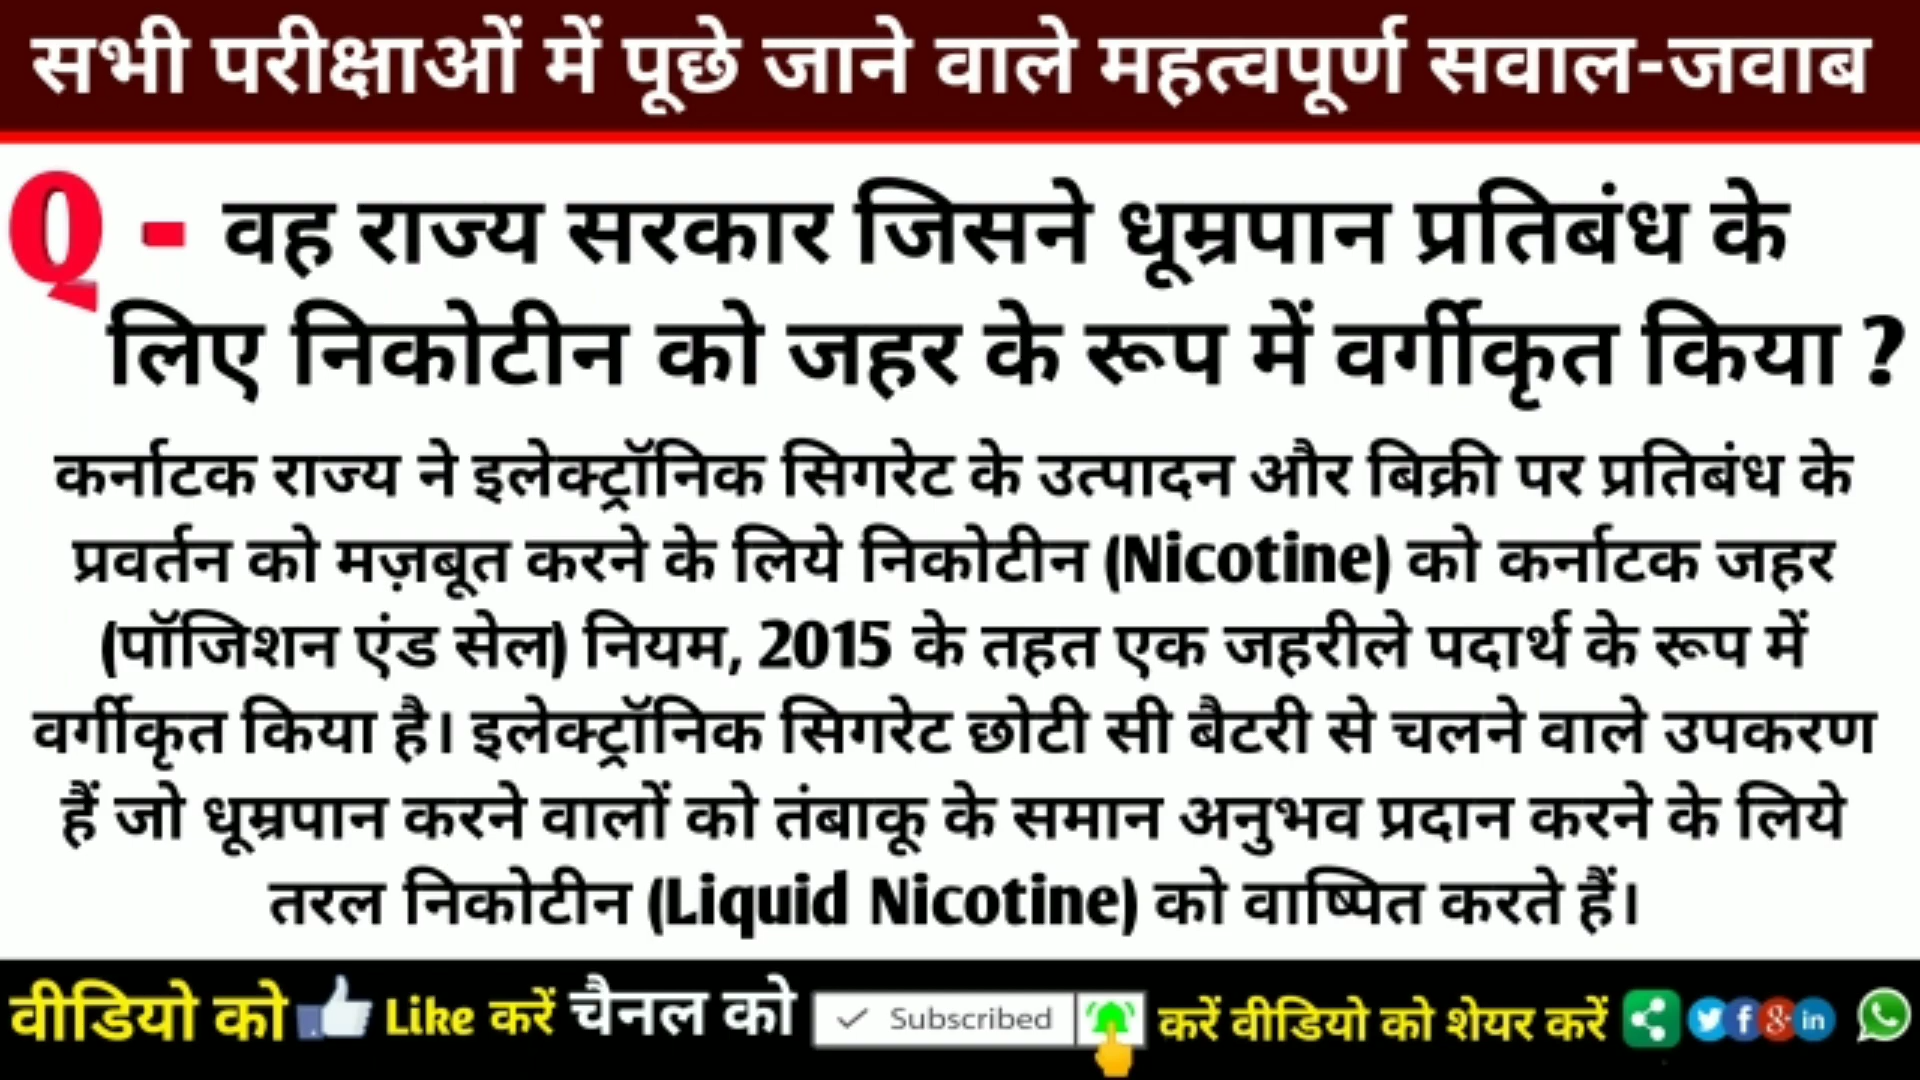 सभी परीक्षाओं में पूछे जाने वाले महत्वपूर्ण सवाल-जवाब
Q - वह राज्य सरकार जिसने धूम्रपान प्रतिबंध के
लिए निकोटीन को जहर के रूप में वर्गीकृत किया ?
कर्नाटक राज्य ने इलेक्ट्रॉनिक सिगरेट के उत्पादन और बिक्री पर प्रतिबंध के
प्रवर्तन को मज़बूत करने के लिये निकोटीन (Nicotine) को कर्नाटक जहर
(पॉजिशन एंड सेल) नियम, 2015 के तहत एक जहरीले पदार्थ के रूप में
वर्गीकृत किया है। इलेक्ट्रॉनिक सिगरेट छोटी सी बैटरी से चलने वाले उपकरण
हैं जो धूम्रपान करने वालों को तंबाकू के समान अनुभव प्रदान करने के लिये
तरल निकोटीन (Liquid Nicotine) को वाष्पित करते हैं।
वीडियो को Like करें चैनल को Subscribed करें वीडियो को शेयर करें